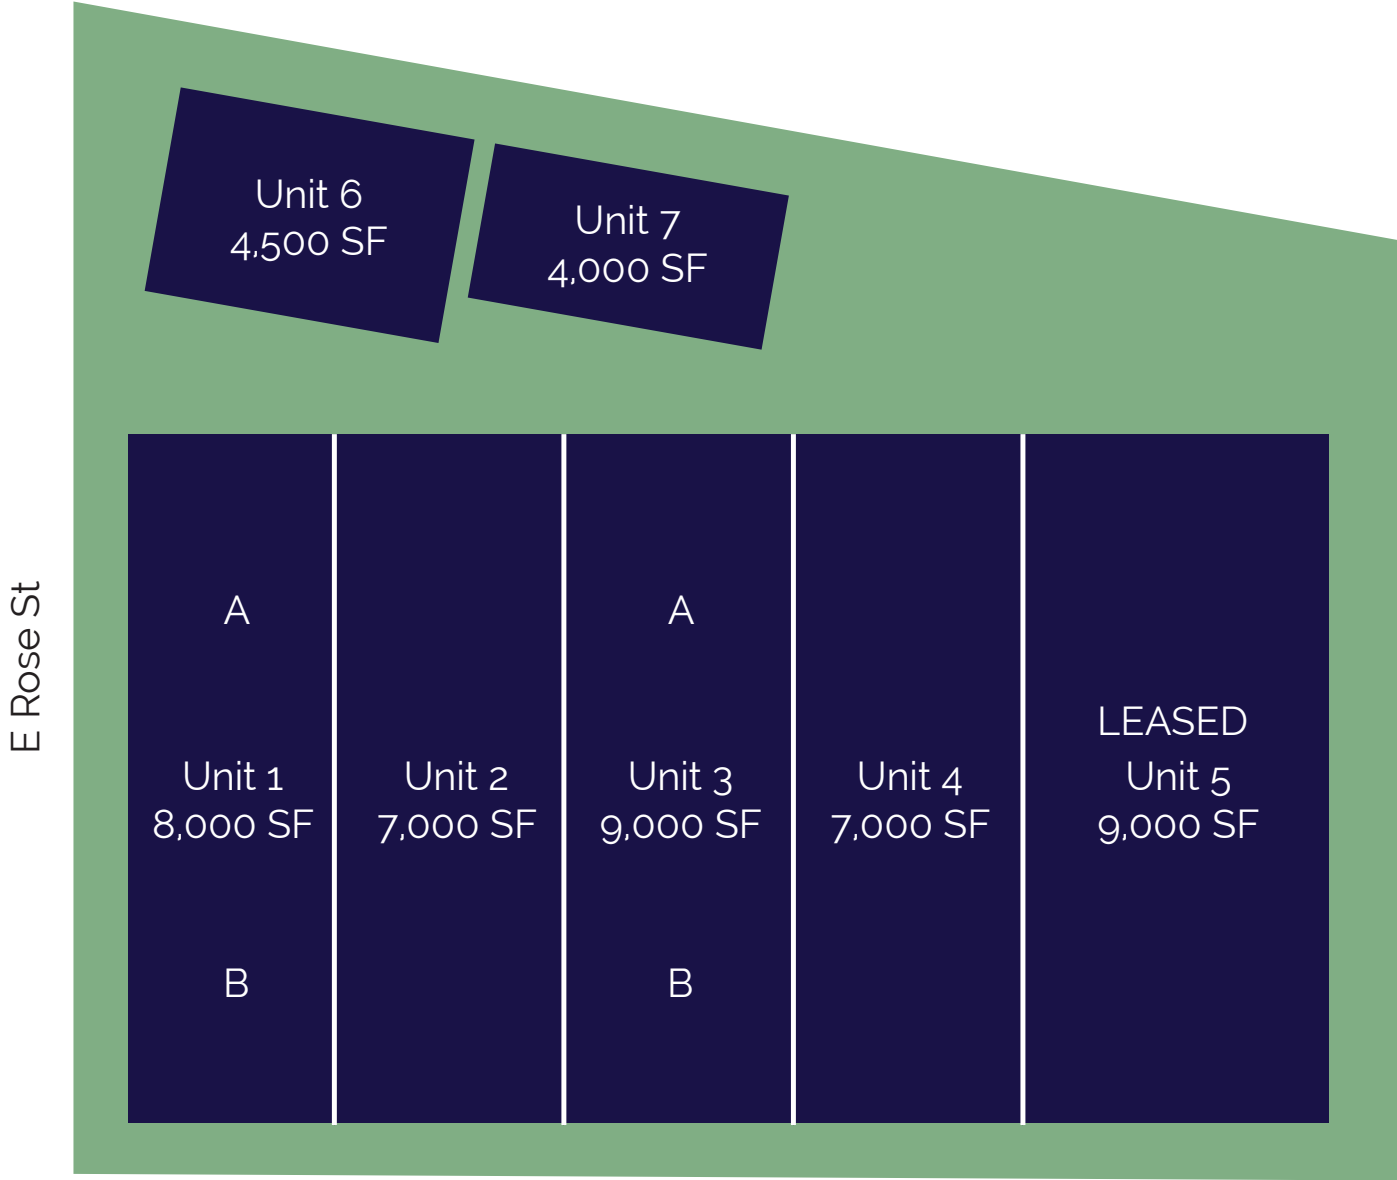 Unit 6
4,500 SF
Unit 7
4,000 SF
E Rose St
A
Unit 1
8,000 SF
B
Unit 2
7,000 SF
A
Unit 3
9,000 SF
B
Unit 4
7,000 SF
LEASED
Unit 5
9,000 SF